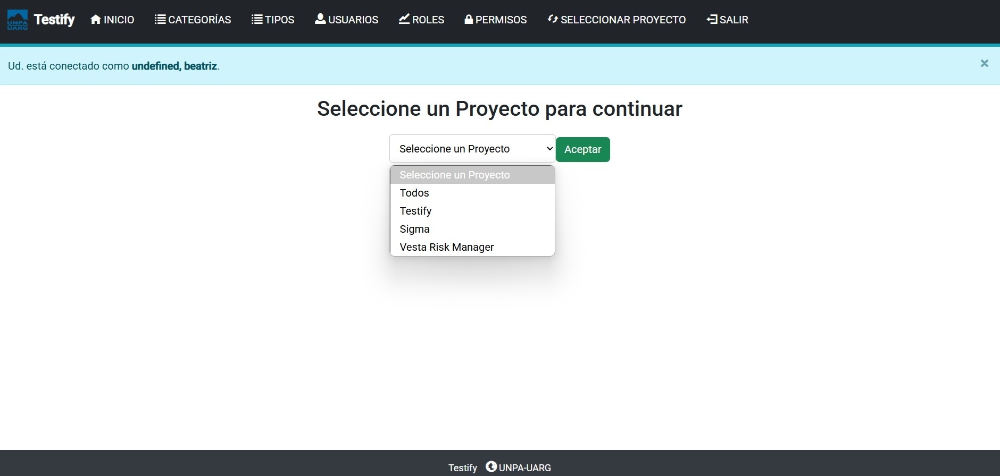 UNPA
UARG
Testify INICIO CATEGORÍAS TIPOS USUARIOS ROLES PERMISOS SELECCIONAR PROYECTO SALIR
Ud. está conectado como undefined, beatriz.
×
Seleccione un Proyecto para continuar
Seleccione un Proyecto Aceptar
Seleccione un Proyecto
Todos
Testify
Sigma
Vesta Risk Manager
Testify UNPA-UARG